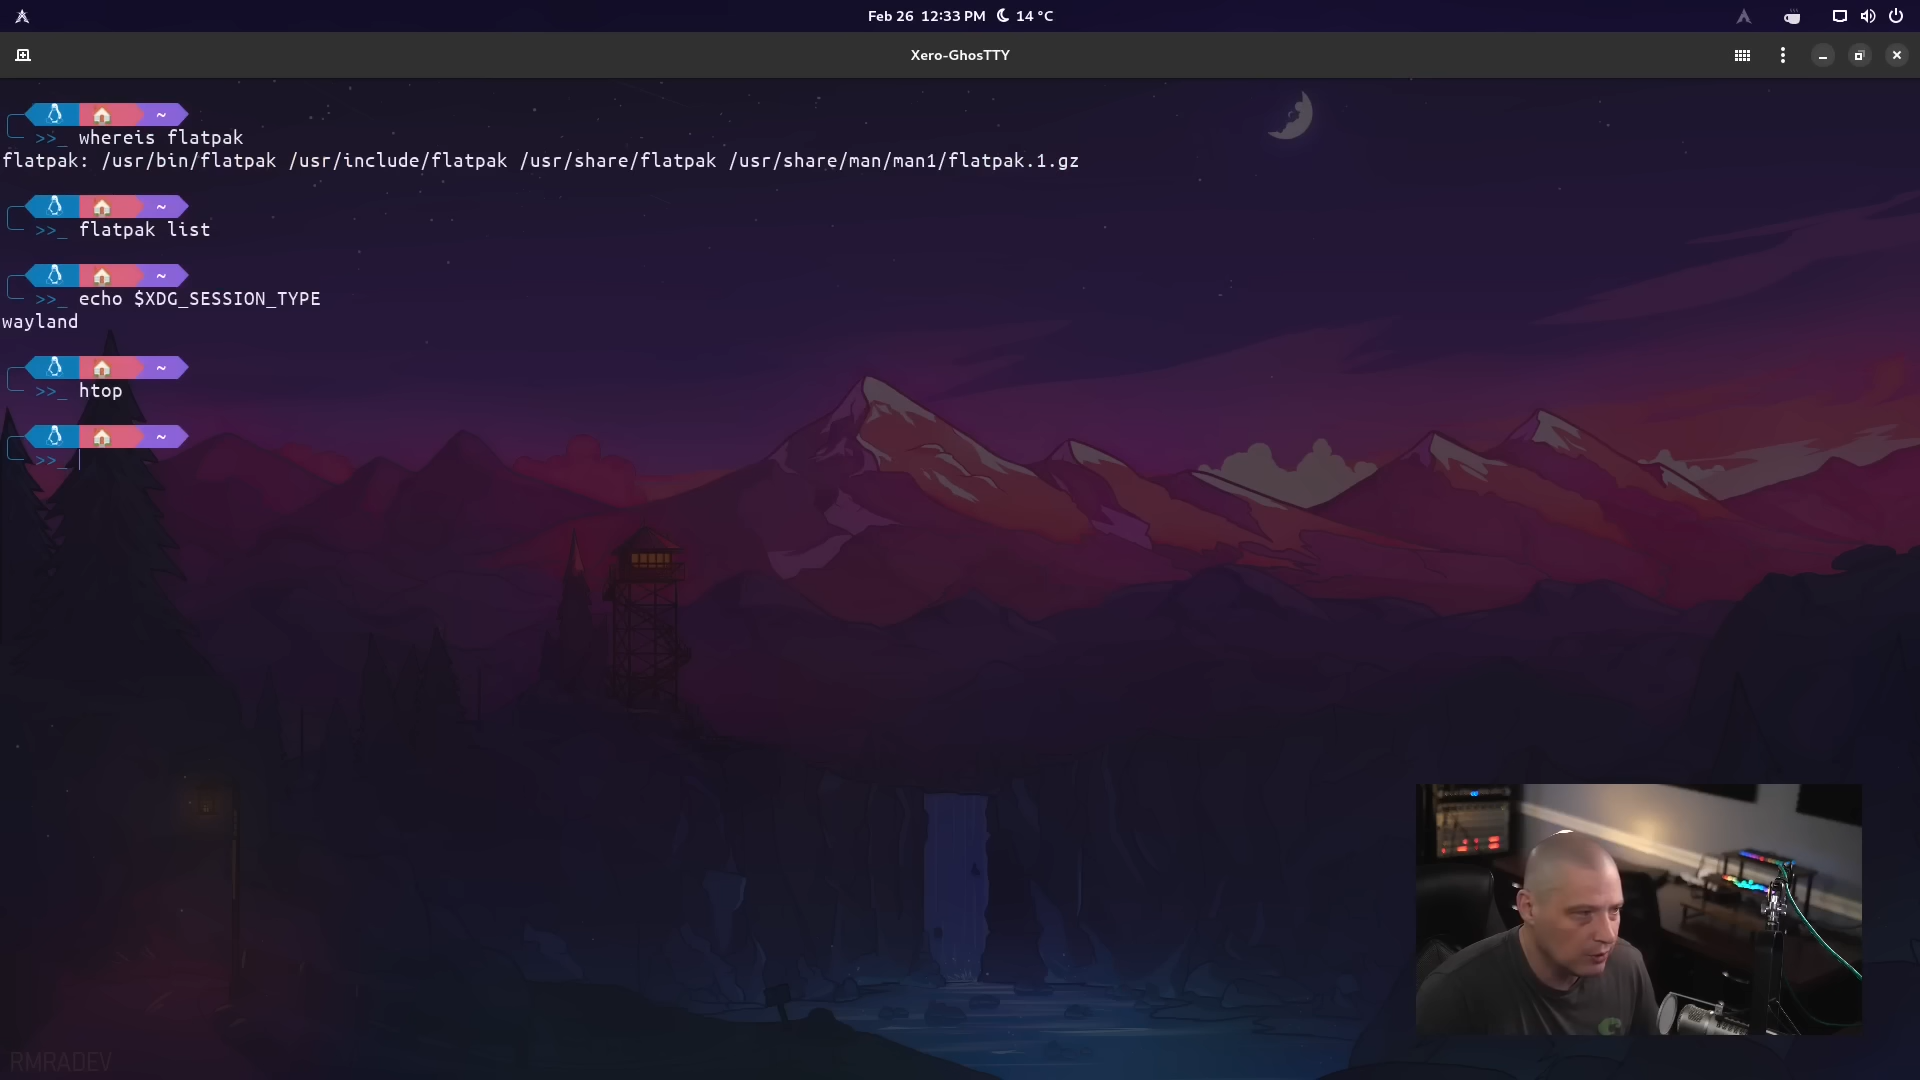 Feb 26 12:33 PM 14 °C
Xero-GhosTTY
~
>>_ whereis flatpak
flatpak: /usr/bin/flatpak /usr/include/flatpak /usr/share/flatpak /usr/share/man/man1/flatpak.1.gz
~
>>_ flatpak list
~
>>_ echo $XDG_SESSION_TYPE
wayland
~
>>_ htop
~
>>_
RMRADEV